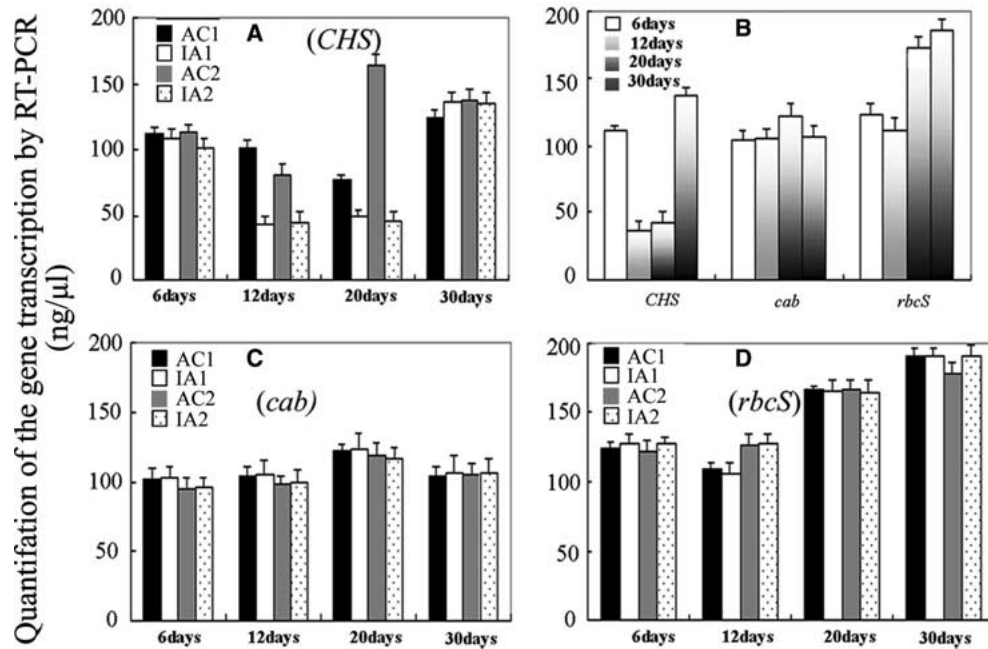 Quantifation of the gene transcription by RT-PCR
(ng/µl)
200
150
100
50
0
AC1
IA1
AC2
IA2
A
(CHS)
6days
12days
20days
30days
200
150
100
50
0
6days
12days
20days
30days
B
CHS
cab
rbcS
200
150
100
50
0
AC1
IA1
AC2
IA2
C
(cab)
6days
12days
20days
30days
200
150
100
50
0
AC1
IA1
AC2
IA2
D
(rbcS)
6days
12days
20days
30days